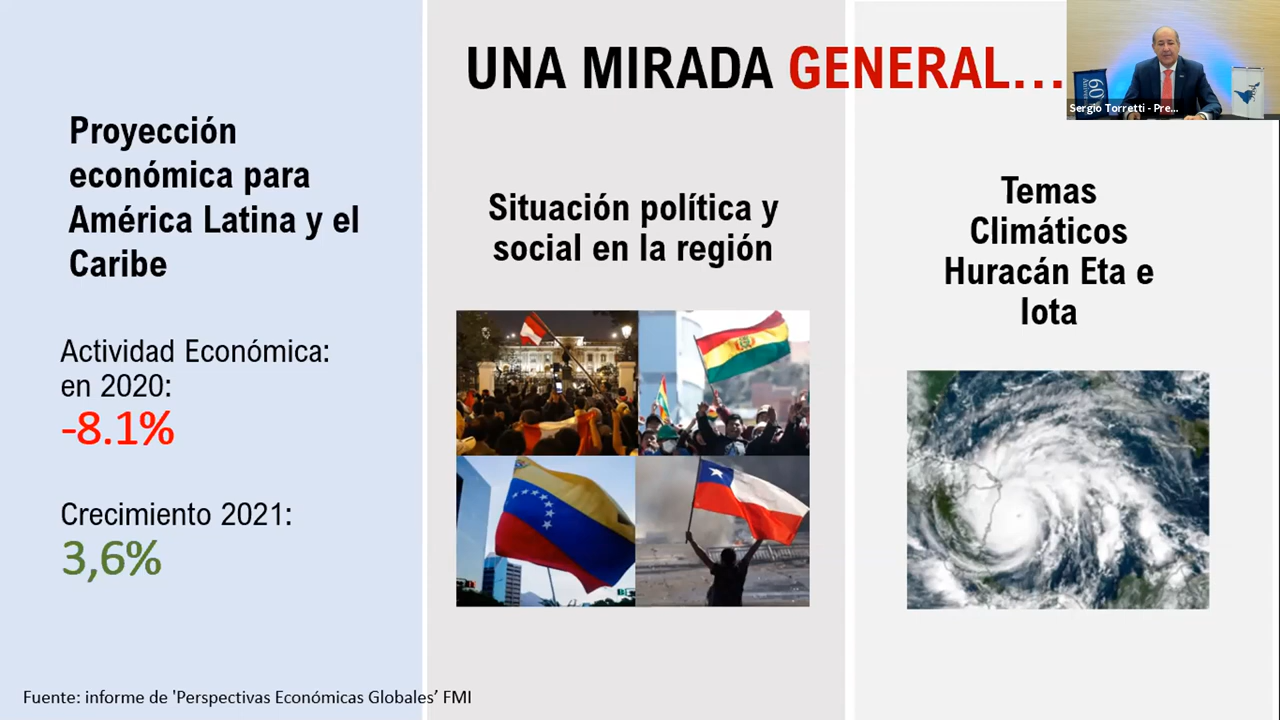 UNA MIRADA GENERAL...
Sergio Torretti - Pre...
60
Proyección
económica para
América Latina y el
Caribe
Actividad Económica:
en 2020:
-8.1%
Crecimiento 2021:
3,6%
Situación política y
social en la región
Temas
Climáticos
Huracán Eta e
Iota
Fuente: informe de 'Perspectivas Económicas Globales’ FMI